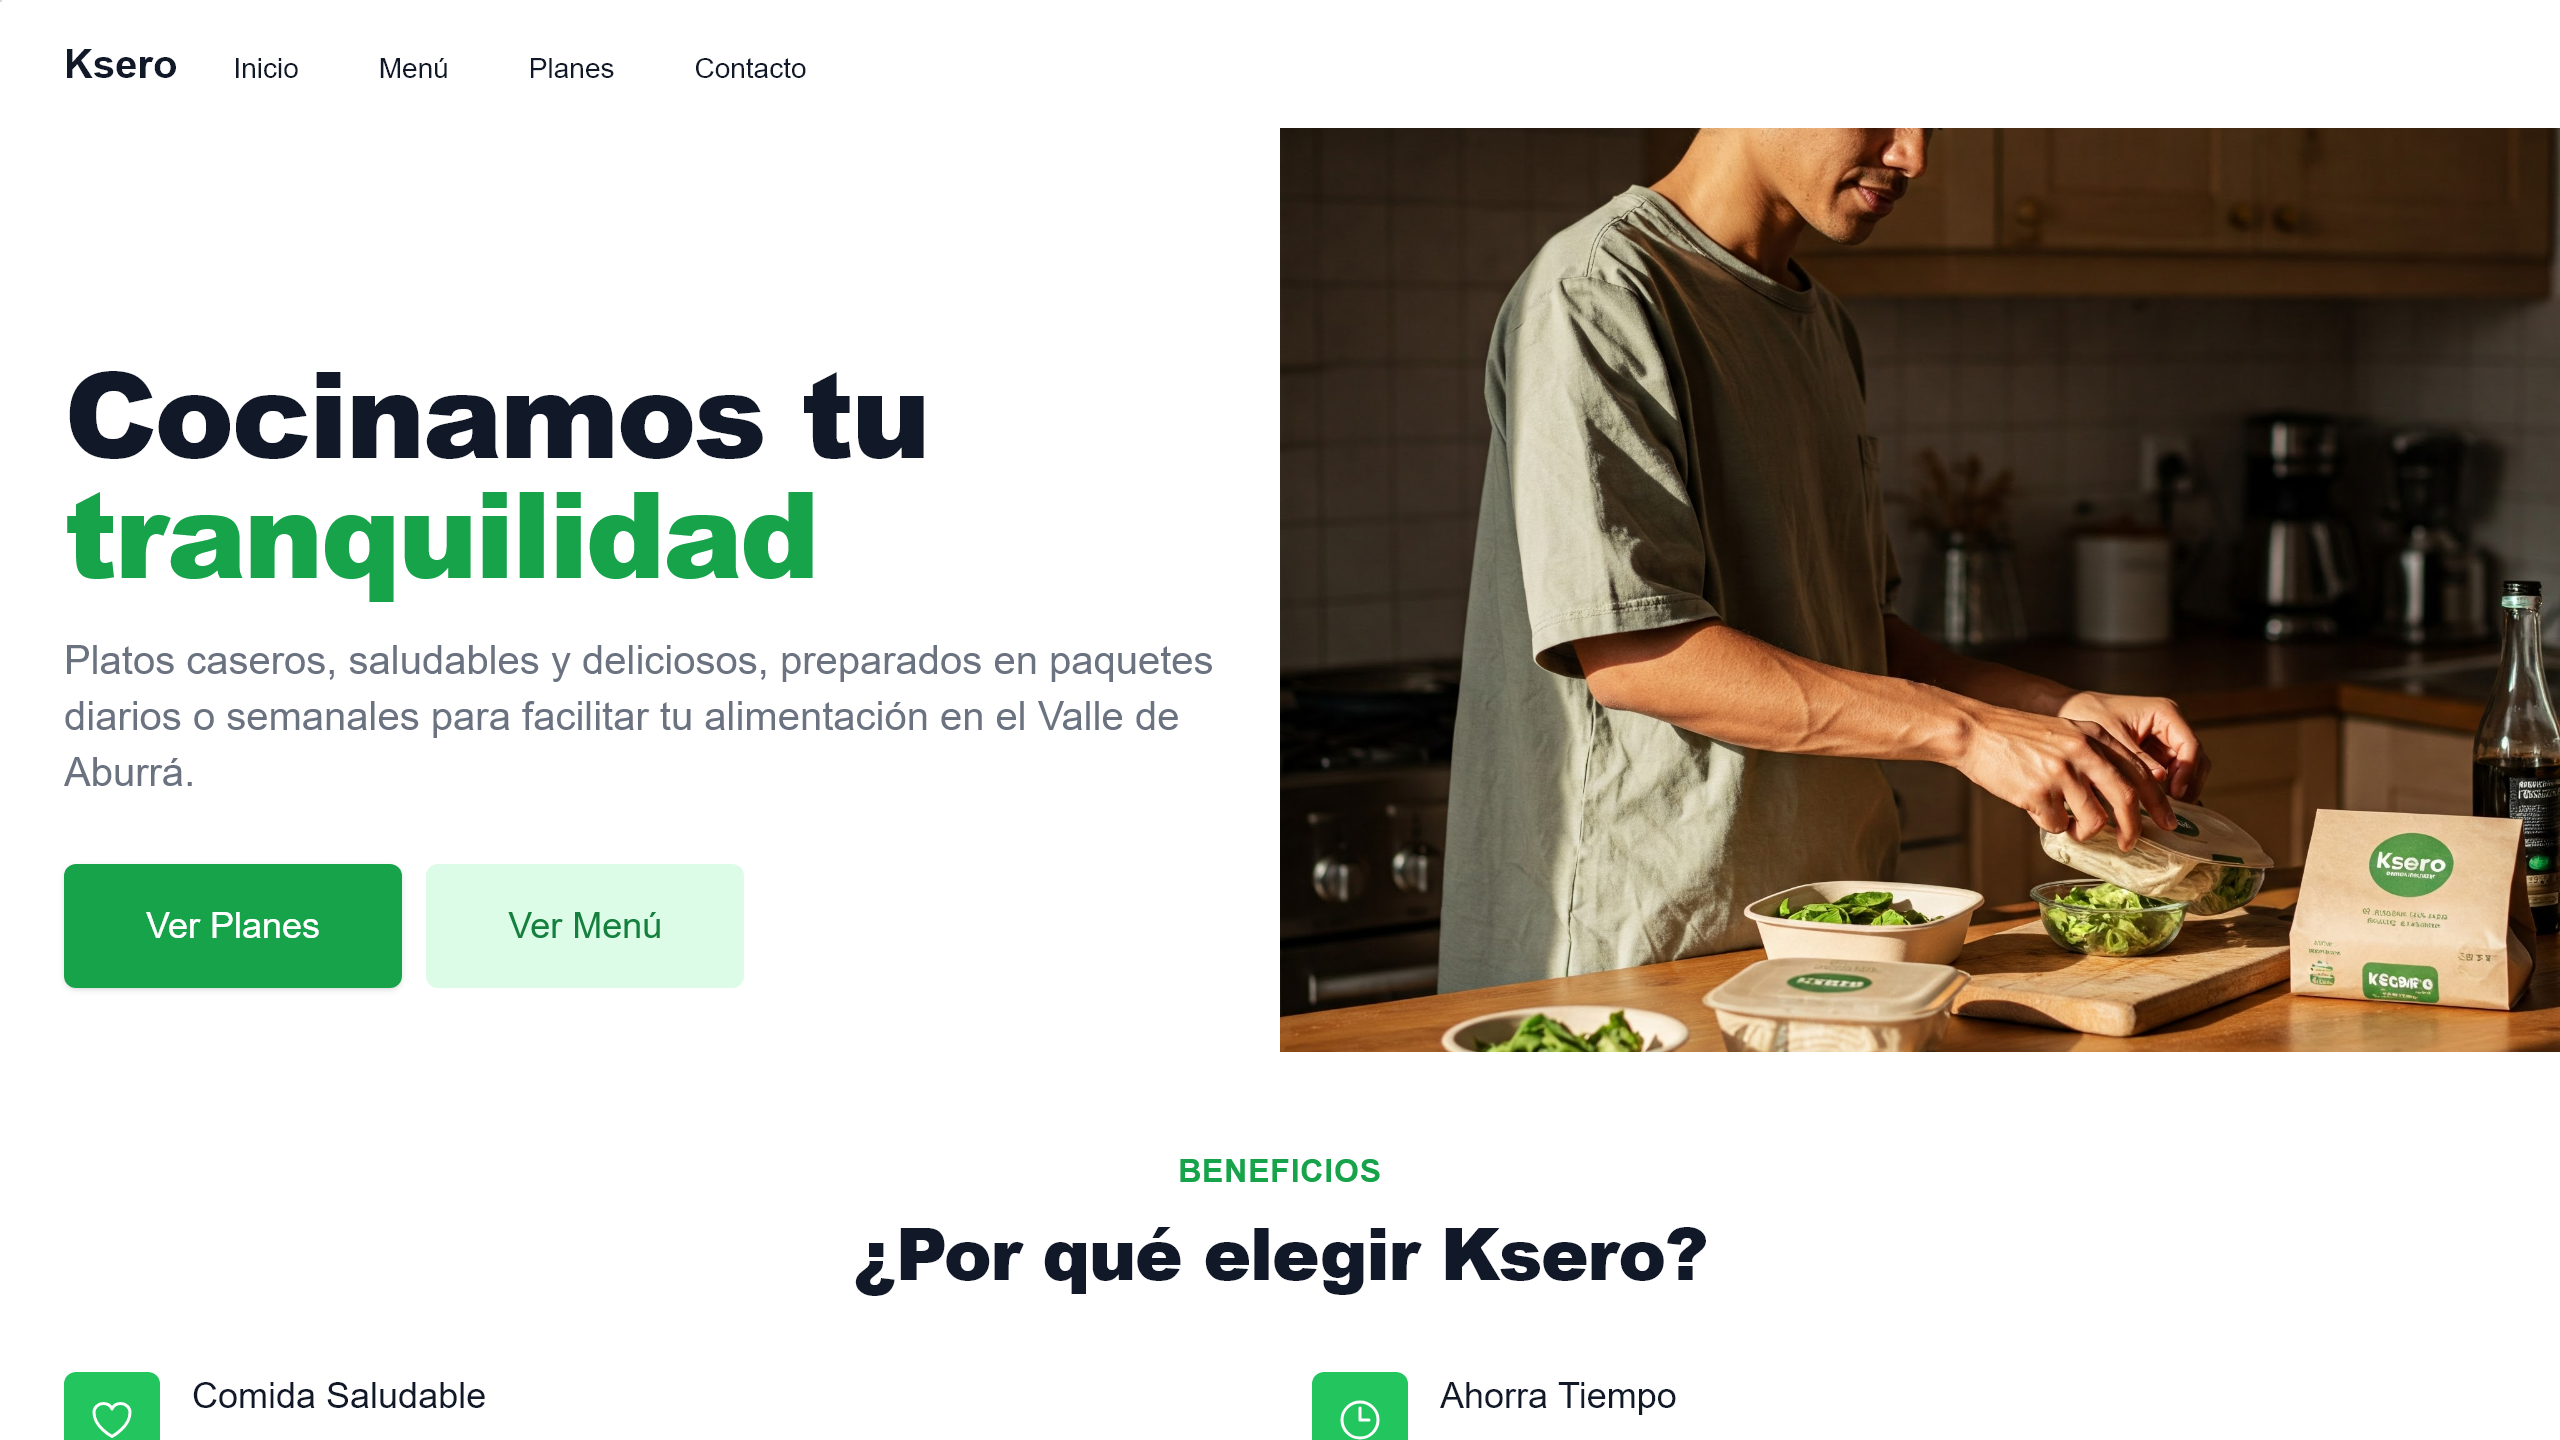 Ksero
Inicio
Menú
Planes
Contacto
Cocinamos tu
tranquilidad
Platos caseros, saludables y deliciosos, preparados en paquetes
diarios o semanales para facilitar tu alimentación en el Valle de
Aburrá.
Ver Planes
Ver Menú
Ksero
BENEFICIOS
¿Por qué elegir Ksero?
Comida Saludable
Ahorra Tiempo